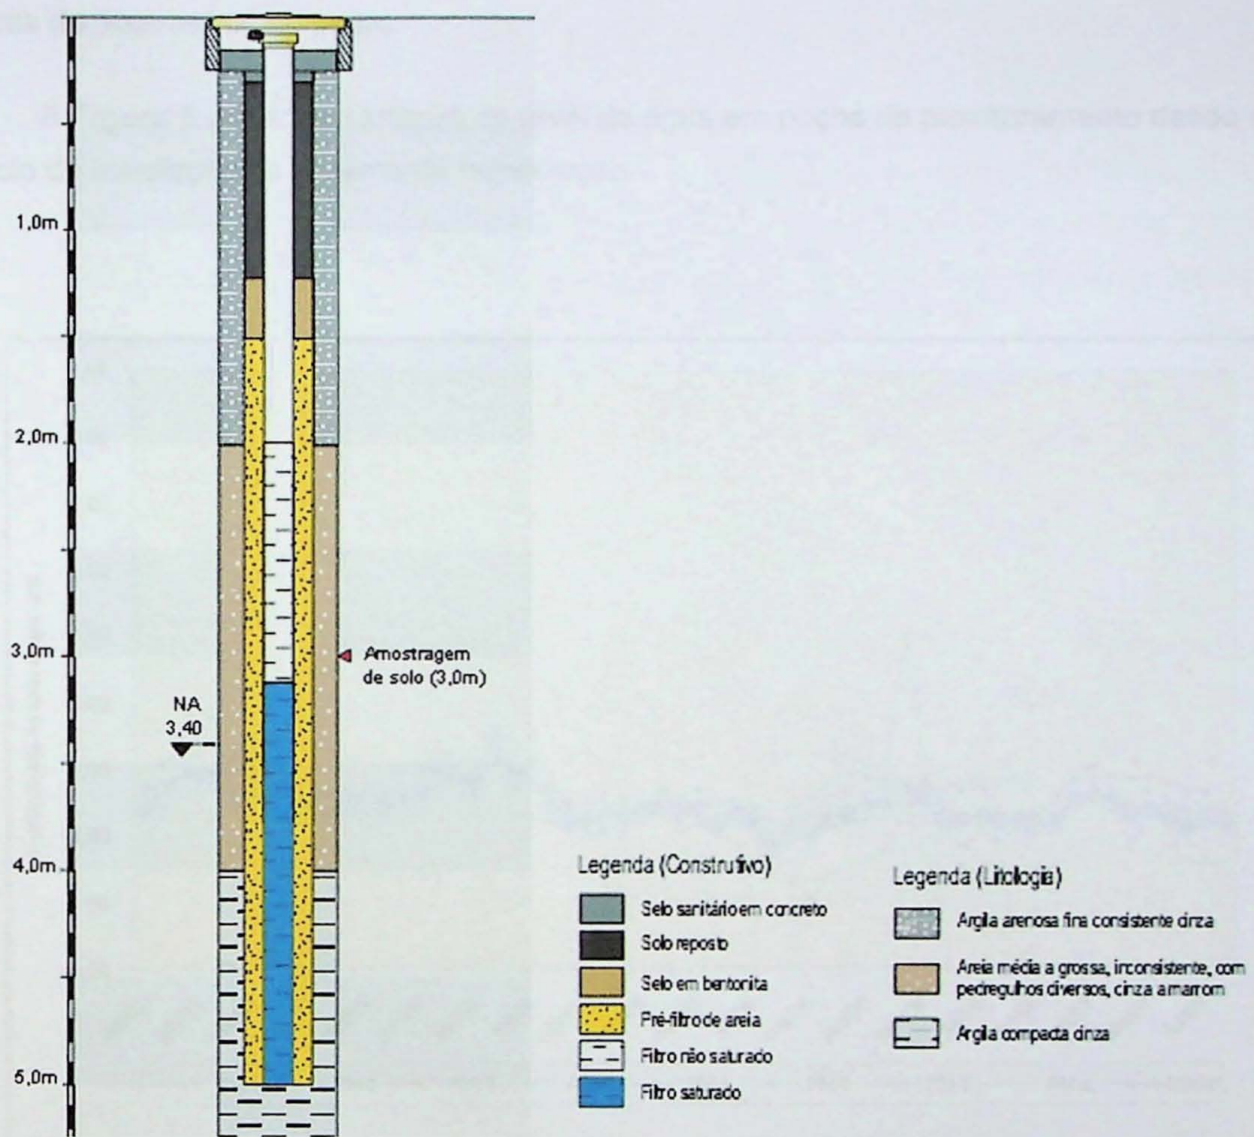 1,0m
2,0m
3,0m
Amostragem
de solo (3,0m)
NA
3,40
4,0m
5,0m
Legenda (Construtivo)
Selo sanitário em concreto
Solo reposto
Selo em bentonita
Pré-filtro de areia
Filtro não saturado
Filtro saturado
Legenda (Litologia)
Argila arenosa fina consistente cinza
Areia média a grossa, inconsistente, com
pedregulhos diversos, cinza a marrom
Argila compacta cinza